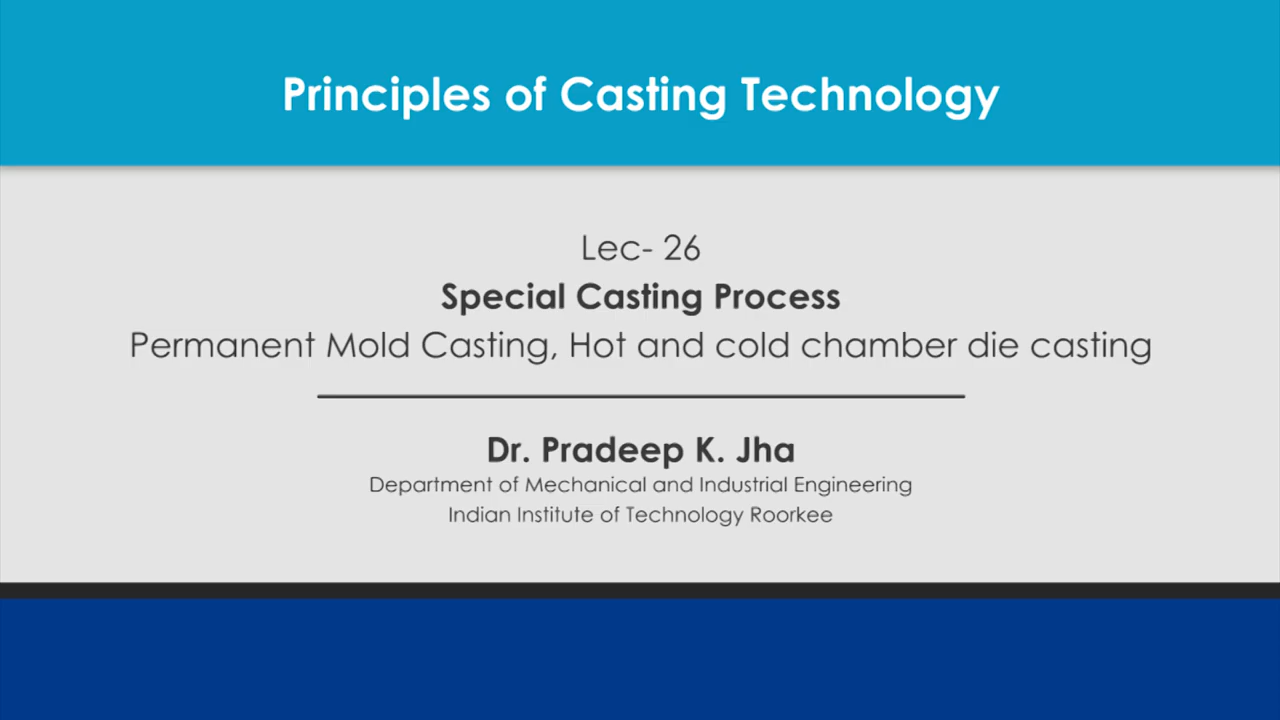 Principles of Casting Technology
Lec- 26
Special Casting Process
Permanent Mold Casting, Hot and cold chamber die casting
Dr. Pradeep K. Jha
Department of Mechanical and Industrial Engineering
Indian Institute of Technology Roorkee